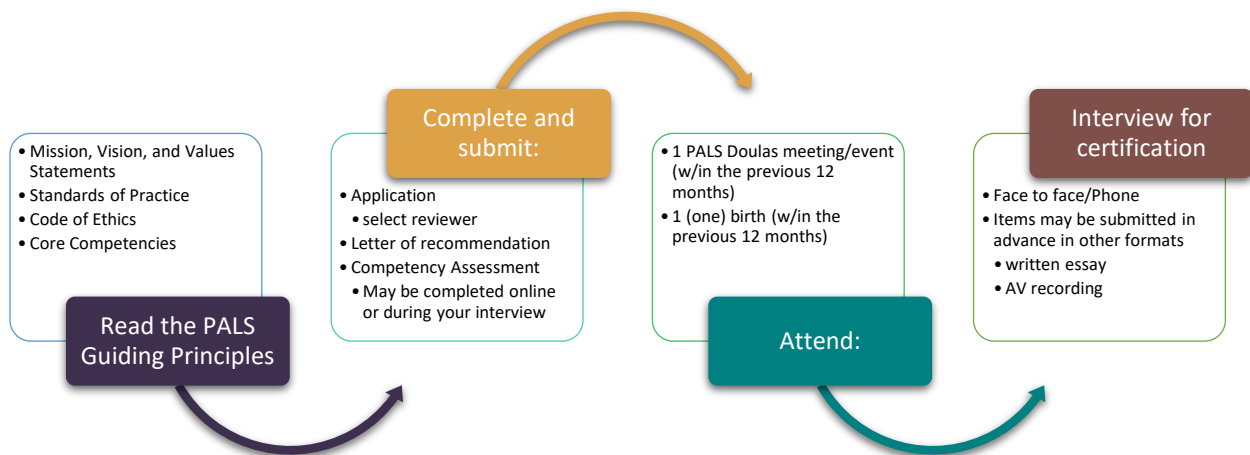 • Mission, Vision, and Values
Statements
• Standards of Practice
• Code of Ethics
• Core Competencies
Read the PALS
Guiding Principles
Complete and
submit:
• Application
• select reviewer
• Letter of recommendation
• Competency Assessment
• May be completed online
or during your interview
• 1 PALS Doulas meeting/event
(w/in the previous 12
months)
• 1 (one) birth (w/in the
previous 12 months)
Attend:
Interview for
certification
• Face to face/Phone
• Items may be submitted in
advance in other formats
• written essay
• AV recording